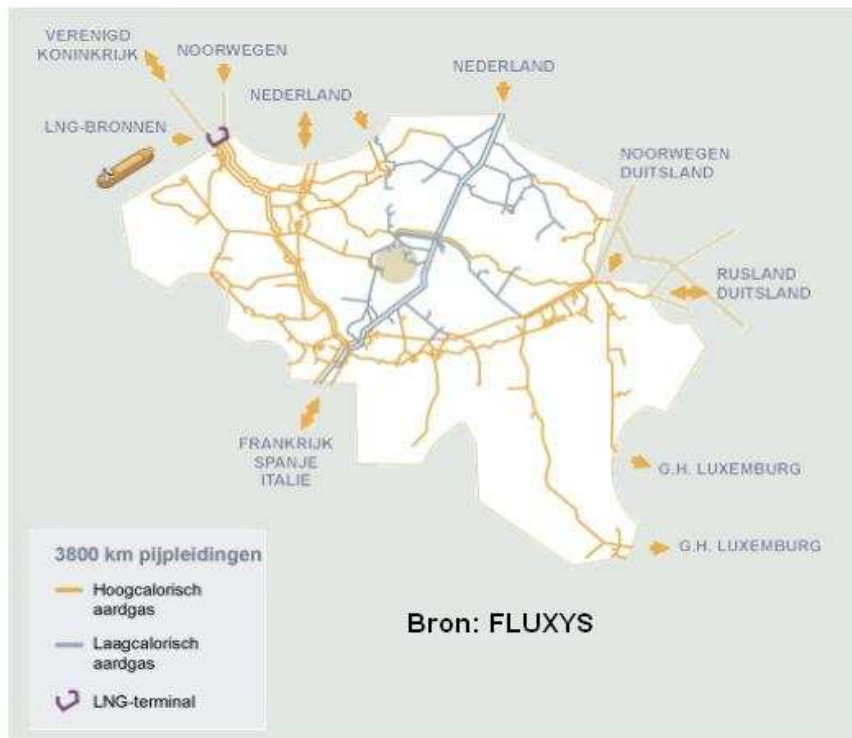 VERENIGD
KONINKRIJK
NOORWEGEN
NEDERLAND
NEDERLAND
LNG-BRONNEN
NOORWEGEN
DUITSLAND
RUSLAND
DUITSLAND
FRANKRIJK
SPANJE
ITALIE
G.H. LUXEMBURG
G.H. LUXEMBURG
3800 km pijpleidingen
Hoogcalorisch
aardgas
Laagcalorisch
aardgas
LNG-terminal
Bron: FLUXYS